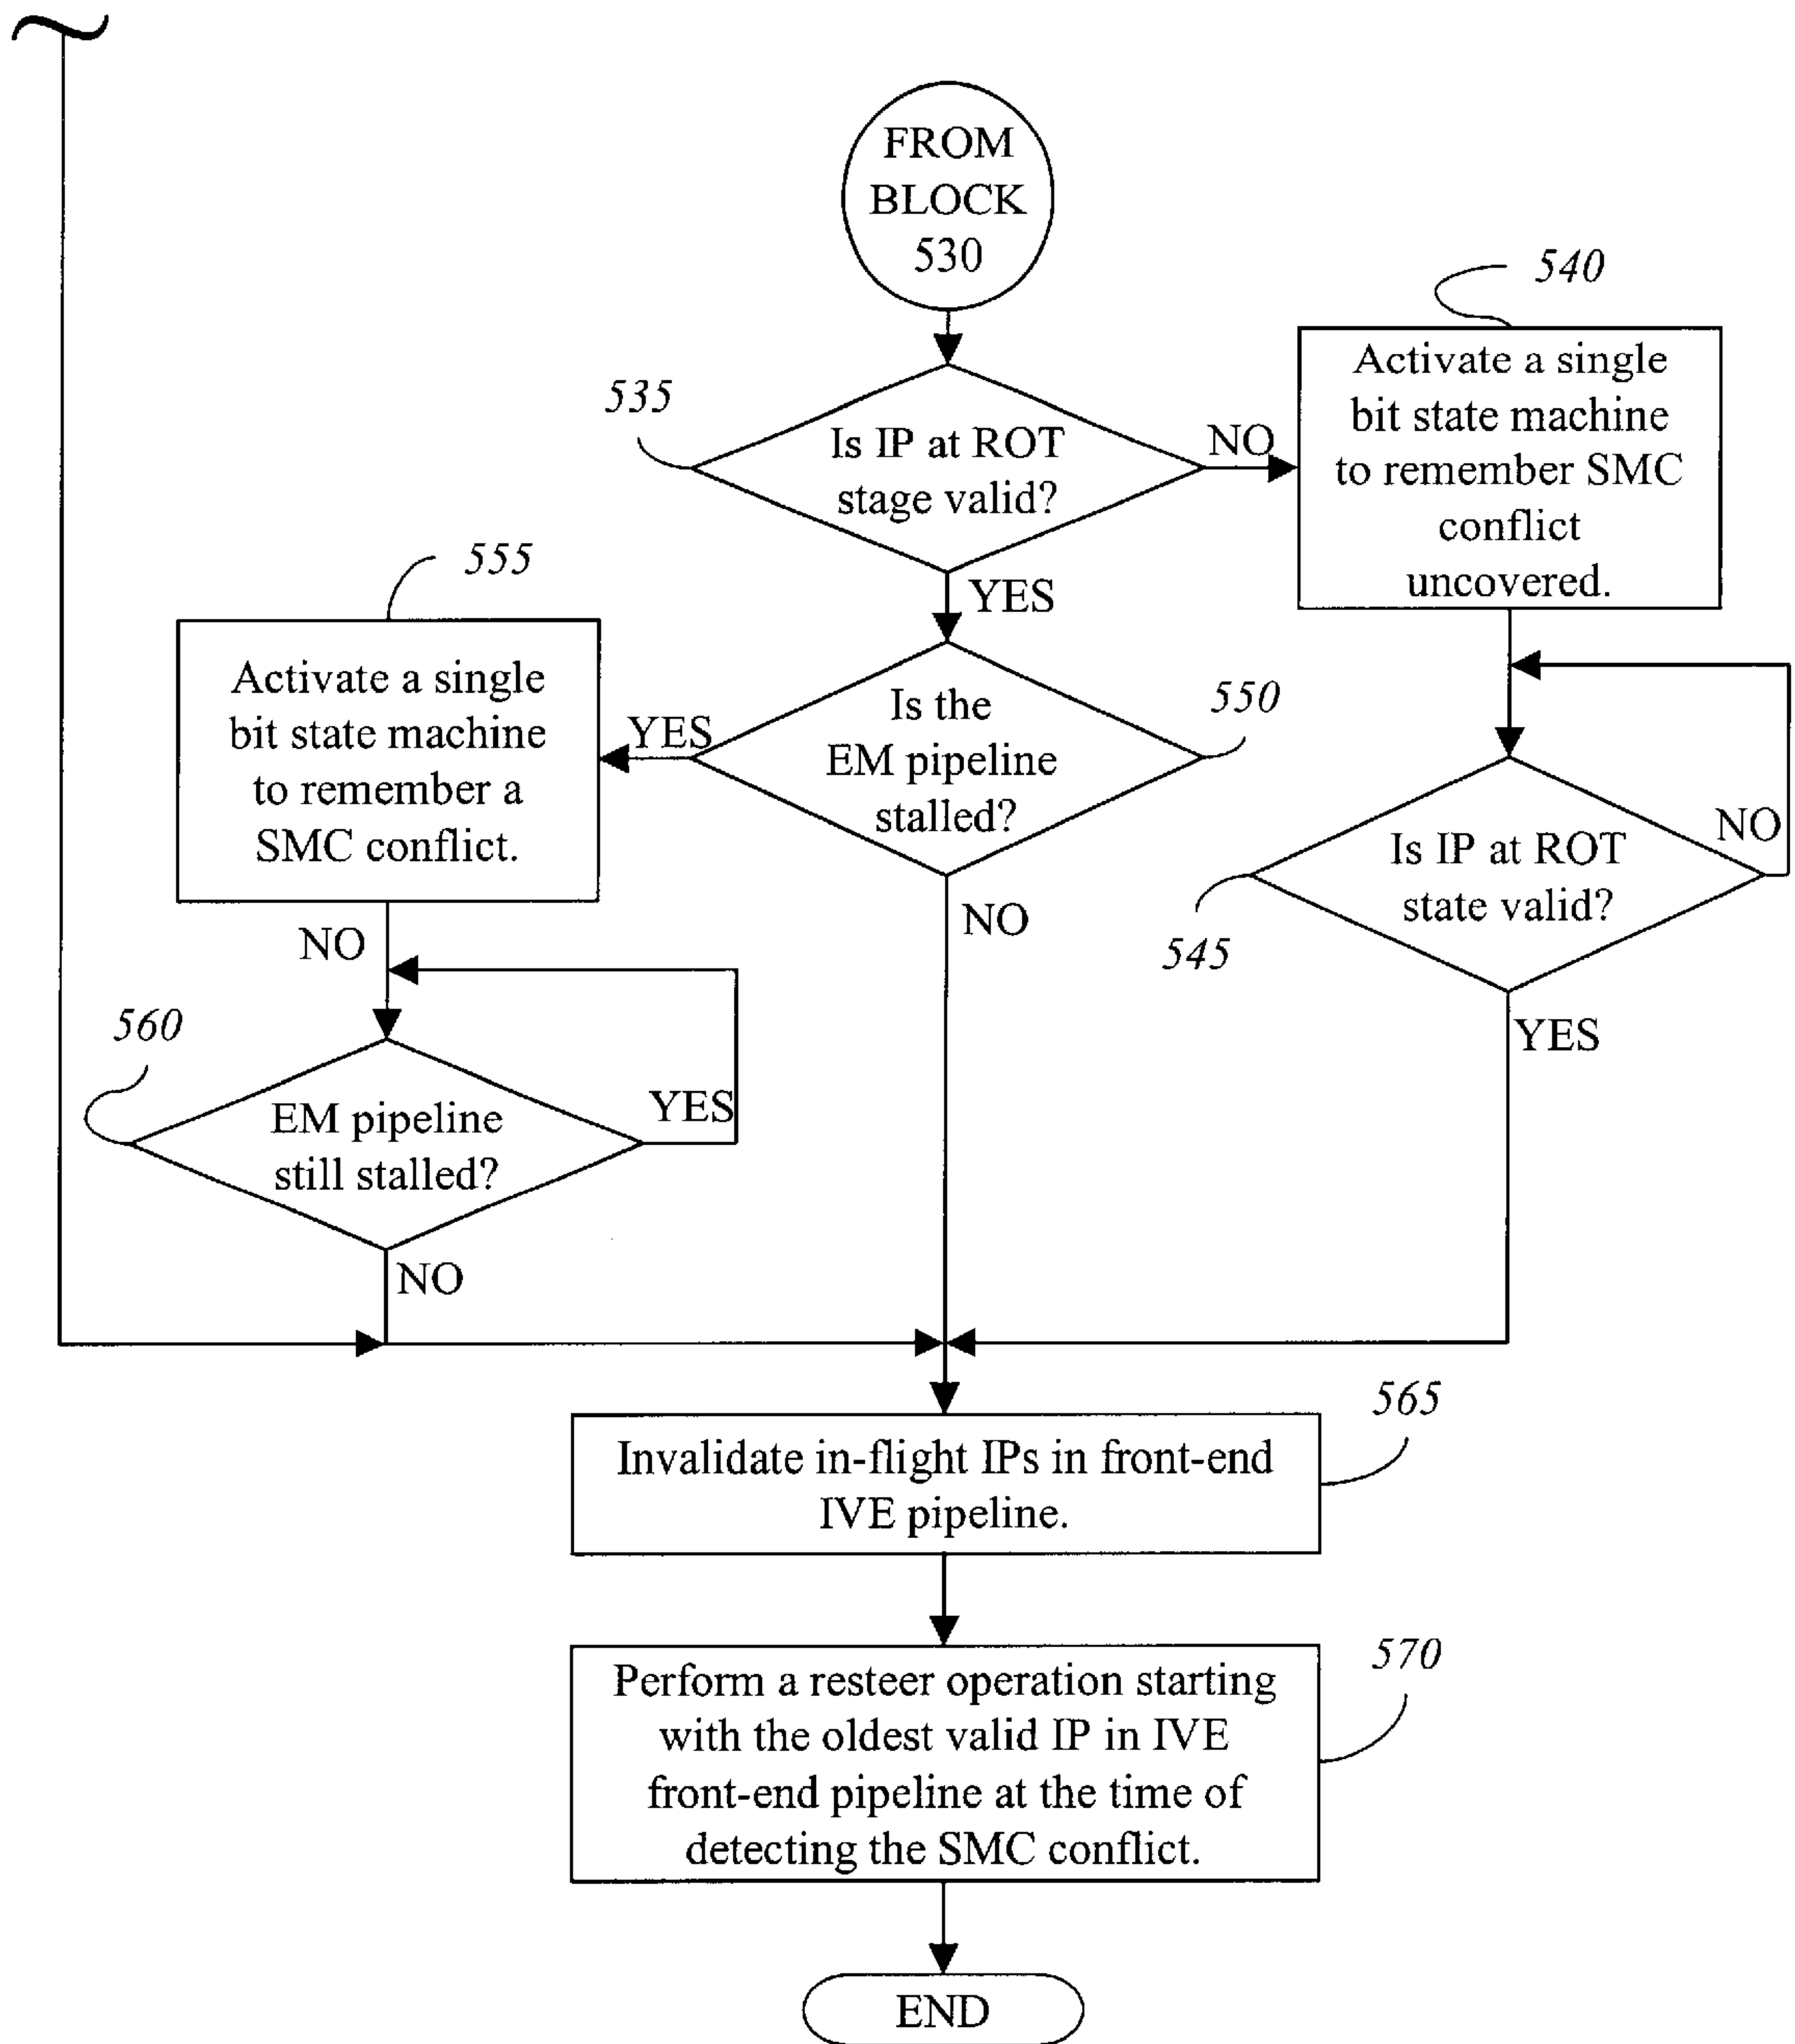 FROM
BLOCK
530
535
Is IP at ROT
stage valid?
NO
YES
540
Activate a single
bit state machine
to remember SMC
conflict
uncovered.
555
Activate a single
bit state machine
to remember a
SMC conflict.
YES
Is the
EM pipeline
stalled?
550
NO
Is IP at ROT
state valid?
NO
545
YES
NO
560
EM pipeline
still stalled?
YES
NO
565
Invalidate in-flight IPs in front-end
IVE pipeline.
570
Perform a resteer operation starting
with the oldest valid IP in IVE
front-end pipeline at the time of
detecting the SMC conflict.
END